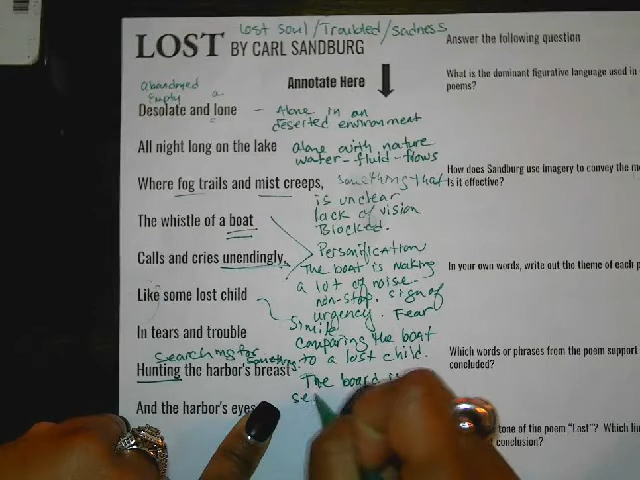 Lost Soul/Troubled/Sadness
LOST BY CARL SANDBURG
Answer the following question
Annotate Here
What is the dominant figurative language used in
poems?
Empty
Desolate and lone - Alone in an
deserted environment
All night long on the lake alone with nature
water-fluid-flows
How does Sandburg use imagery to convey the
Is it effective?
Where fog trails and mist creeps, something that
is unclear
lack of vision
Blocked.
The whistle of a boat
Personification
Calls and cries unendingly,
The boat is making
a lot of noise
non-stop. sign of
urgency. Fear
In your own words, write out the theme of each p
Like some lost child
Simile
comparing the boat
to a lost child.
In tears and trouble
searching for
something
Hunting the harbor's breast
Which words or phrases from the poem support
concluded?
The board is
se
And the harbor's eyes
tone of the poem "Lost"? Which lin
conclusion?